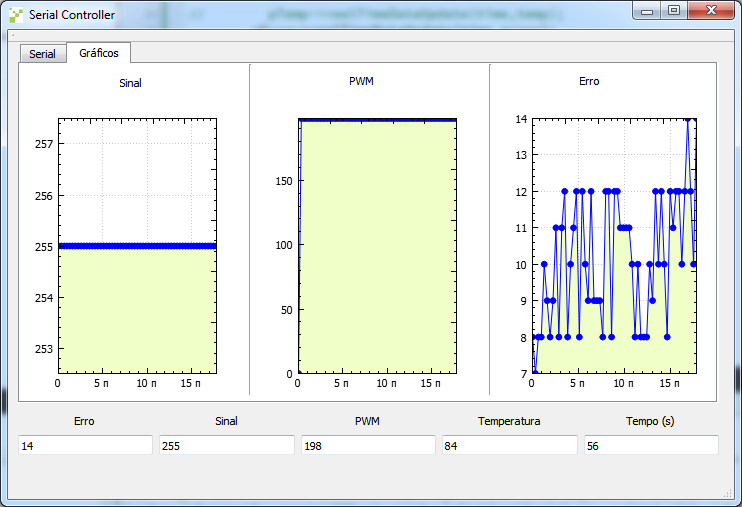 Serial Controller
Serial
Gráficos
Sinal
PWM
Erro
257
256
255
254
253
0
5 π
10 π
15 π
150
100
50
0
0
5 π
10 π
15 π
14
13
12
11
10
9
8
7
0
5 π
10 π
15 π
Erro
Sinal
PWM
Temperatura
Tempo (s)
14
255
198
84
56